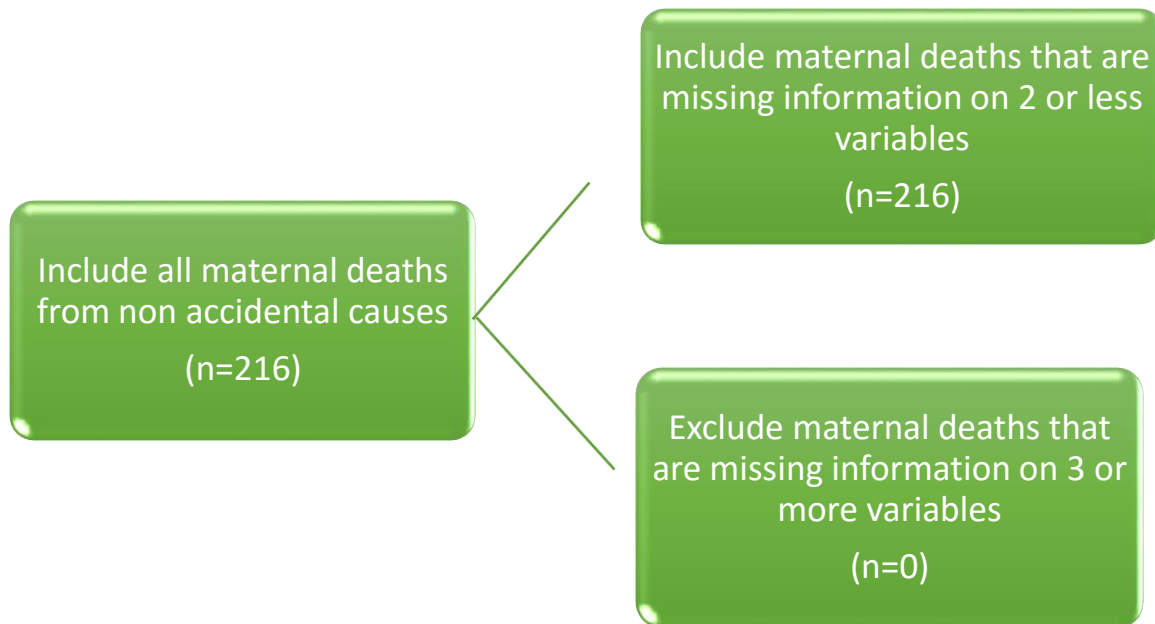 Include all maternal deaths
from non accidental causes
(n=216)
Include maternal deaths that are
missing information on 2 or less
variables
(n=216)
Exclude maternal deaths that
are missing information on 3 or
more variables
(n=0)